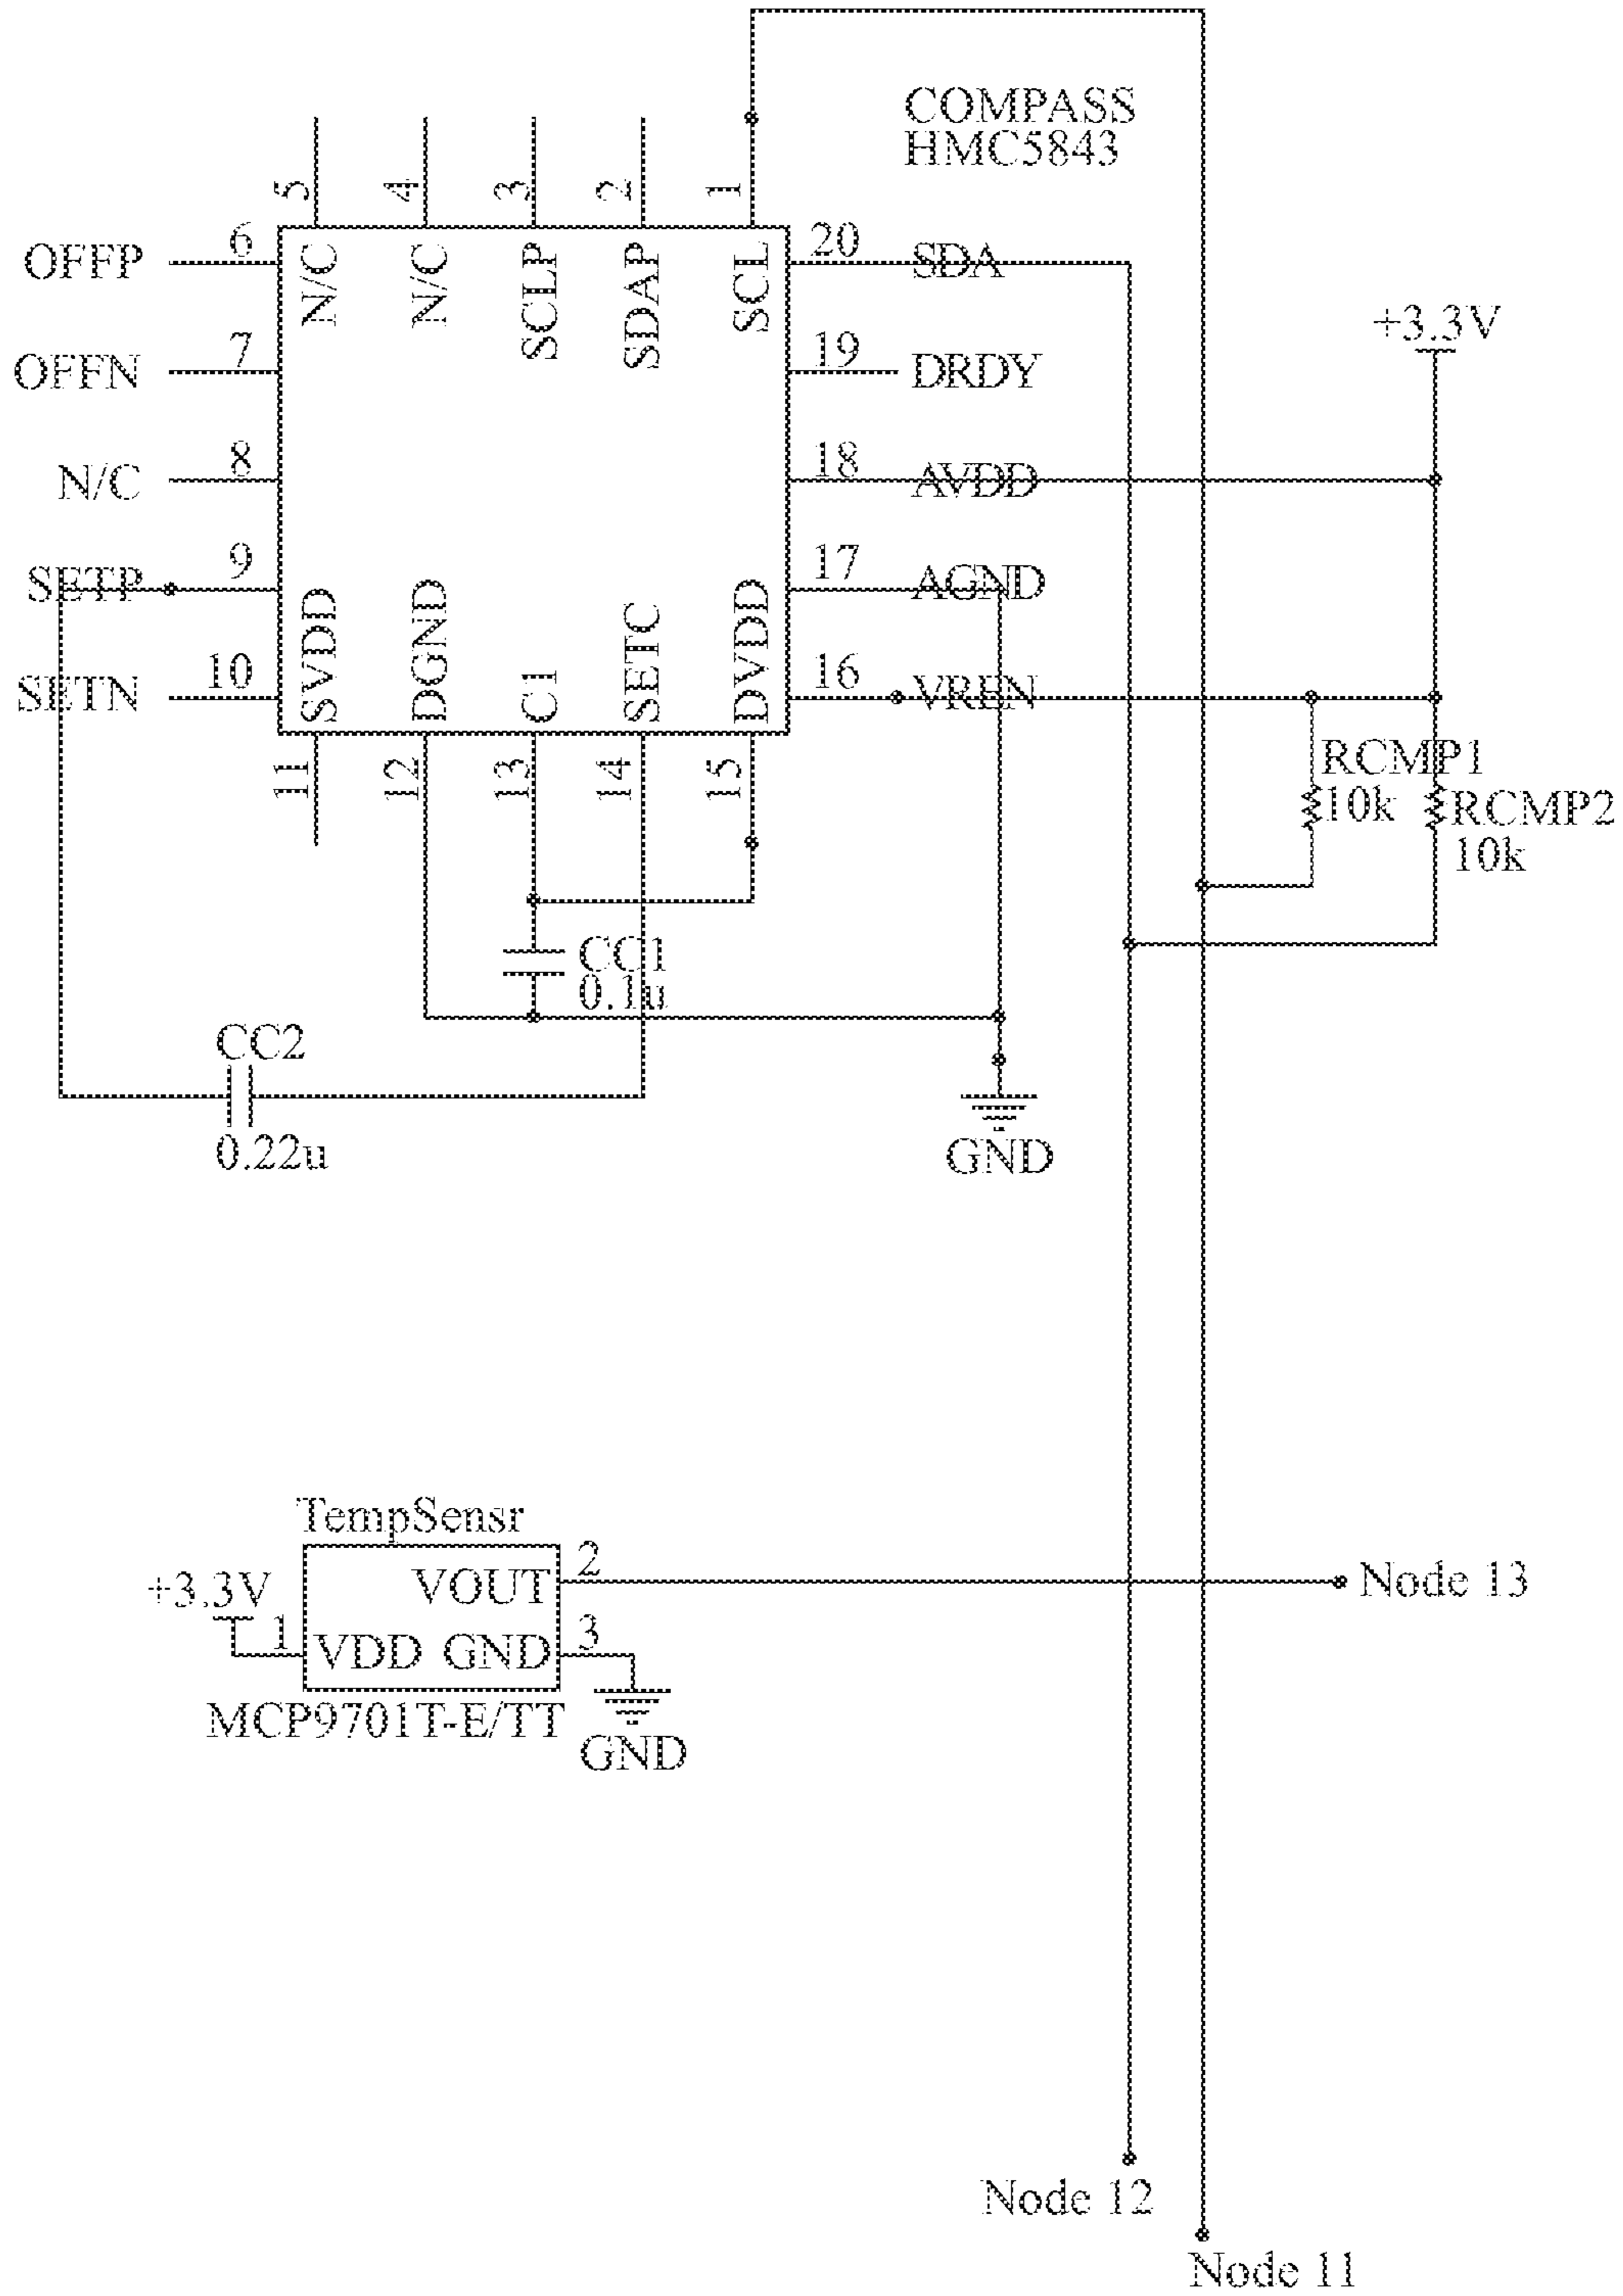 COMPASS
HMC5843
5
4
3
2
1
OFFP
6
N/C
N/C
SCLP
SDAP
SCL
20
SDA
+3.3V
OFFN
7
19
DRDY
N/C
8
18
AVDD
SETP
9
17
AGND
SETN
10
SVDD
DGND
C1
SETC
DVDD
16
VREN
11
12
13
14
15
RCMP1
10k
RCMP2
10k
CC1
0.1u
CC2
0.22u
GND
TempSensr
+3.3V
VOUT
2
Node 13
1
VDD
GND
3
MCP9701T-E/TT
GND
Node 12
Node 11